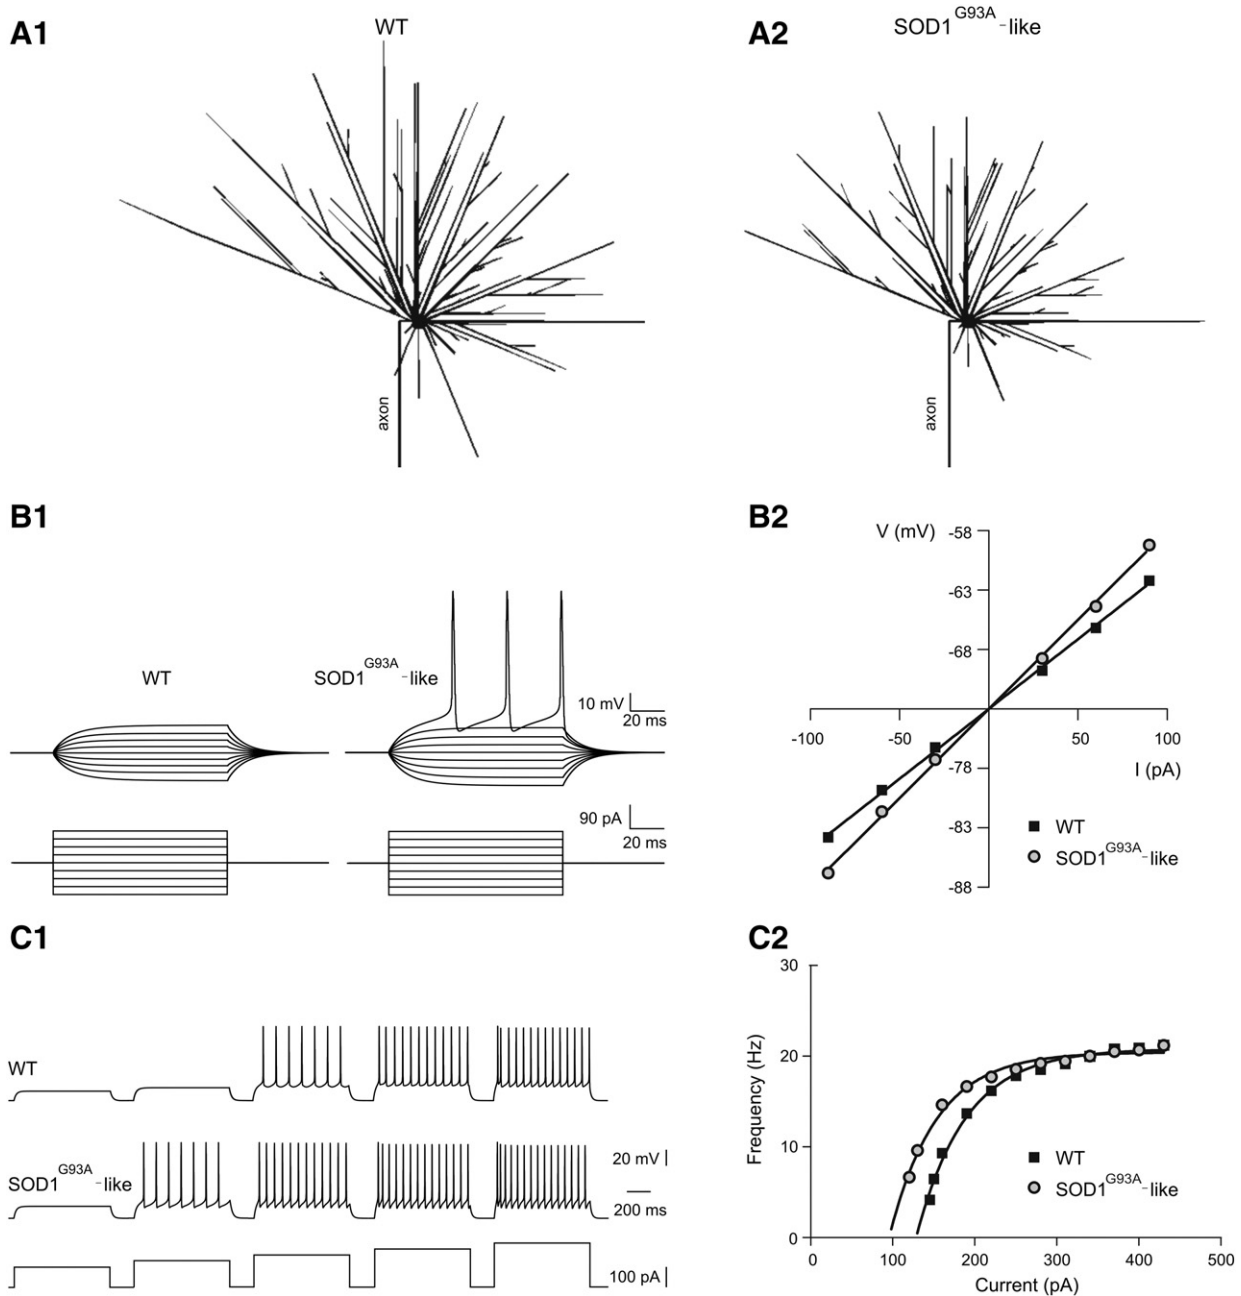 A1
WT
A2
SOD1G93A-like
axon
axon
B1
WT
SOD1G93A-like
10 mV
20 ms
90 pA
20 ms
B2
V (mV)
-58
-63
-68
-100
-50
50
100
I (pA)
-78
-83
-88
WT
SOD1G93A-like
C1
WT
SOD1G93A-like
20 mV
200 ms
100 pA
C2
30
20
10
0
Frequency (Hz)
WT
SOD1G93A-like
0
100
200
300
400
500
Current (pA)